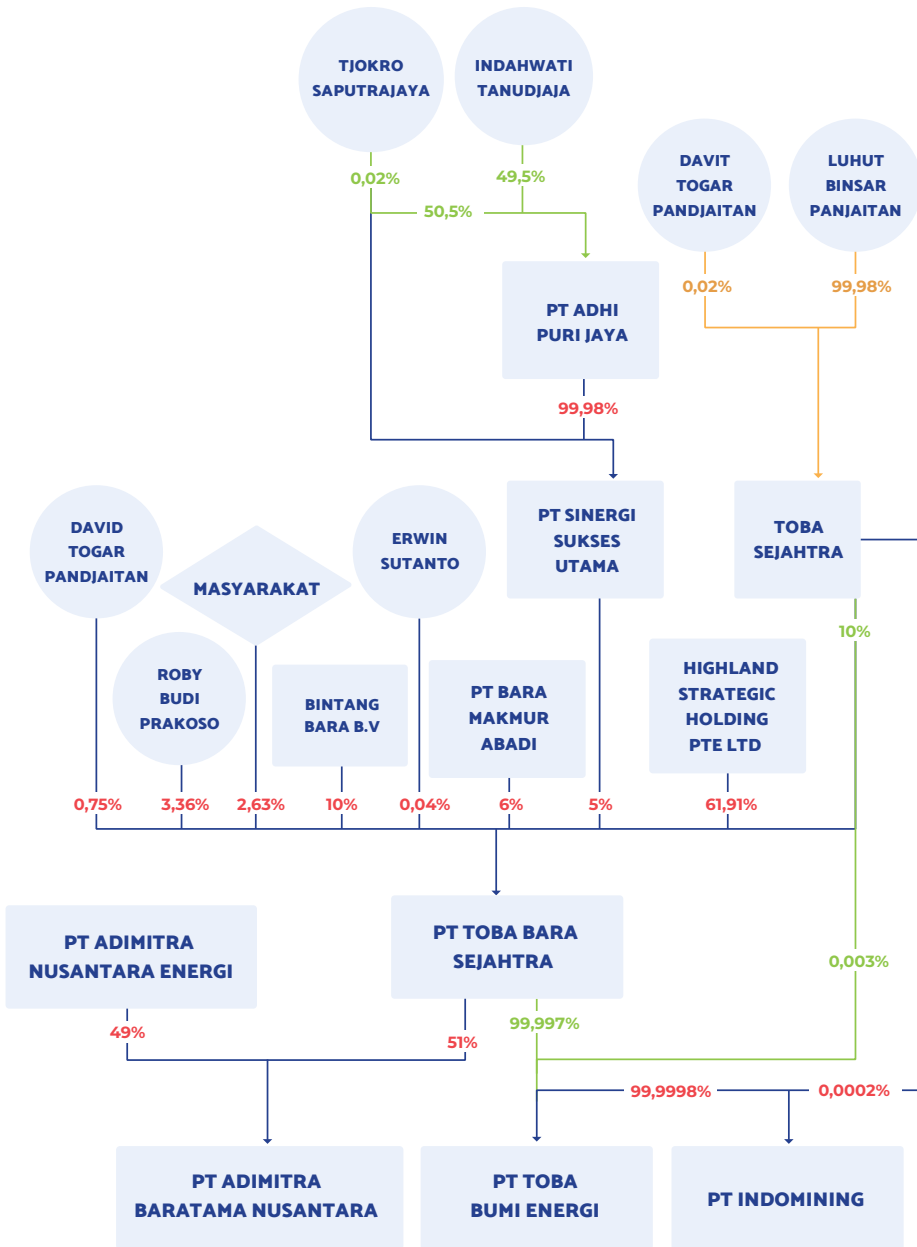 TJOKRO
SAPUTRAJAYA
INDAHWATI
TANUDJAJA
DAVIT
TOGAR
PANDJAITAN
LUHUT
BINSAR
PANJAITAN
0,02%
49,5%
50,5%
0,02%
99,98%
PT ADHI
PURI JAYA
99,98%
DAVID
TOGAR
PANDJAITAN
MASYARAKAT
ERWIN
SUTANTO
PT SINERGI
SUKSES
UTAMA
TOBA
SEJAHTRA
10%
ROBY
BUDI
PRAKOSO
BINTANG
BARA B.V
PT BARA
MAKMUR
ABADI
HIGHLAND
STRATEGIC
HOLDING
PTE LTD
0,75%
3,36%
2,63%
10%
0,04%
6%
5%
61,91%
PT ADIMITRA
NUSANTARA ENERGI
PT TOBA BARA
SEJAHTRA
0,003%
49%
51%
99,997%
99,9998%
0,0002%
PT ADIMITRA
BARATAMA NUSANTARA
PT TOBA
BUMI ENERGI
PT INDOMINING